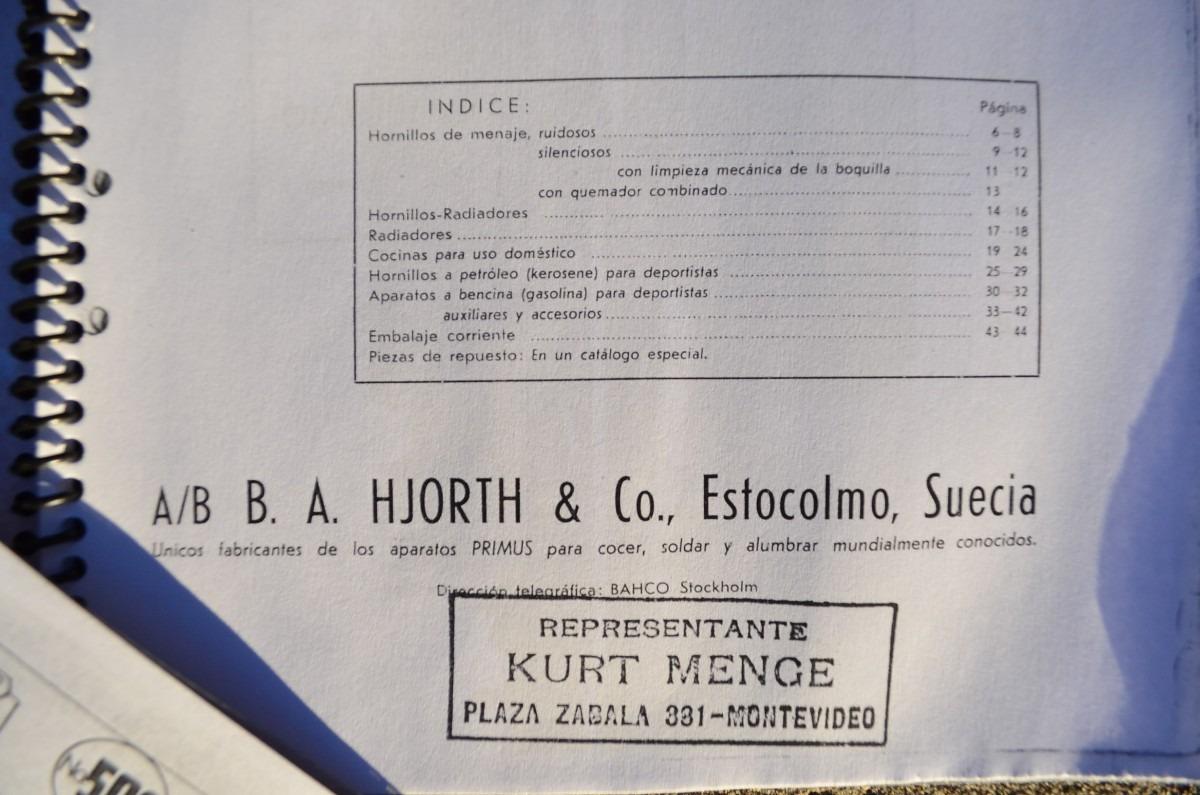 INDICE:
Página
Hornillos de menaje, ruidosos ........ 6—8
silenciosos ........ 9—12
con limpieza mecánica de la boquilla ........ 11—12
con quemador combinado ........ 13
Hornillos-Radiadores ........ 14—16
Radiadores ........ 17—18
Cocinas para uso doméstico ........ 19—24
Hornillos a petróleo (kerosene) para deportistas ........ 25—29
Aparatos a bencina (gasolina) para deportistas ........ 30—32
auxiliares y accesorios ........ 33—42
Embalaje corriente ........ 43—44
Piezas de repuesto: En un catálogo especial.
A/B B. A. HJORTH & Co., Estocolmo, Suecia
Unicos fabricantes de los aparatos PRIMUS para cocer, soldar y alumbrar mundialmente conocidos.
Dirección telegráfica: BAHCO Stockholm
REPRESENTANTE
KURT MENGE
PLAZA ZABALA 381-MONTEVIDEO
No